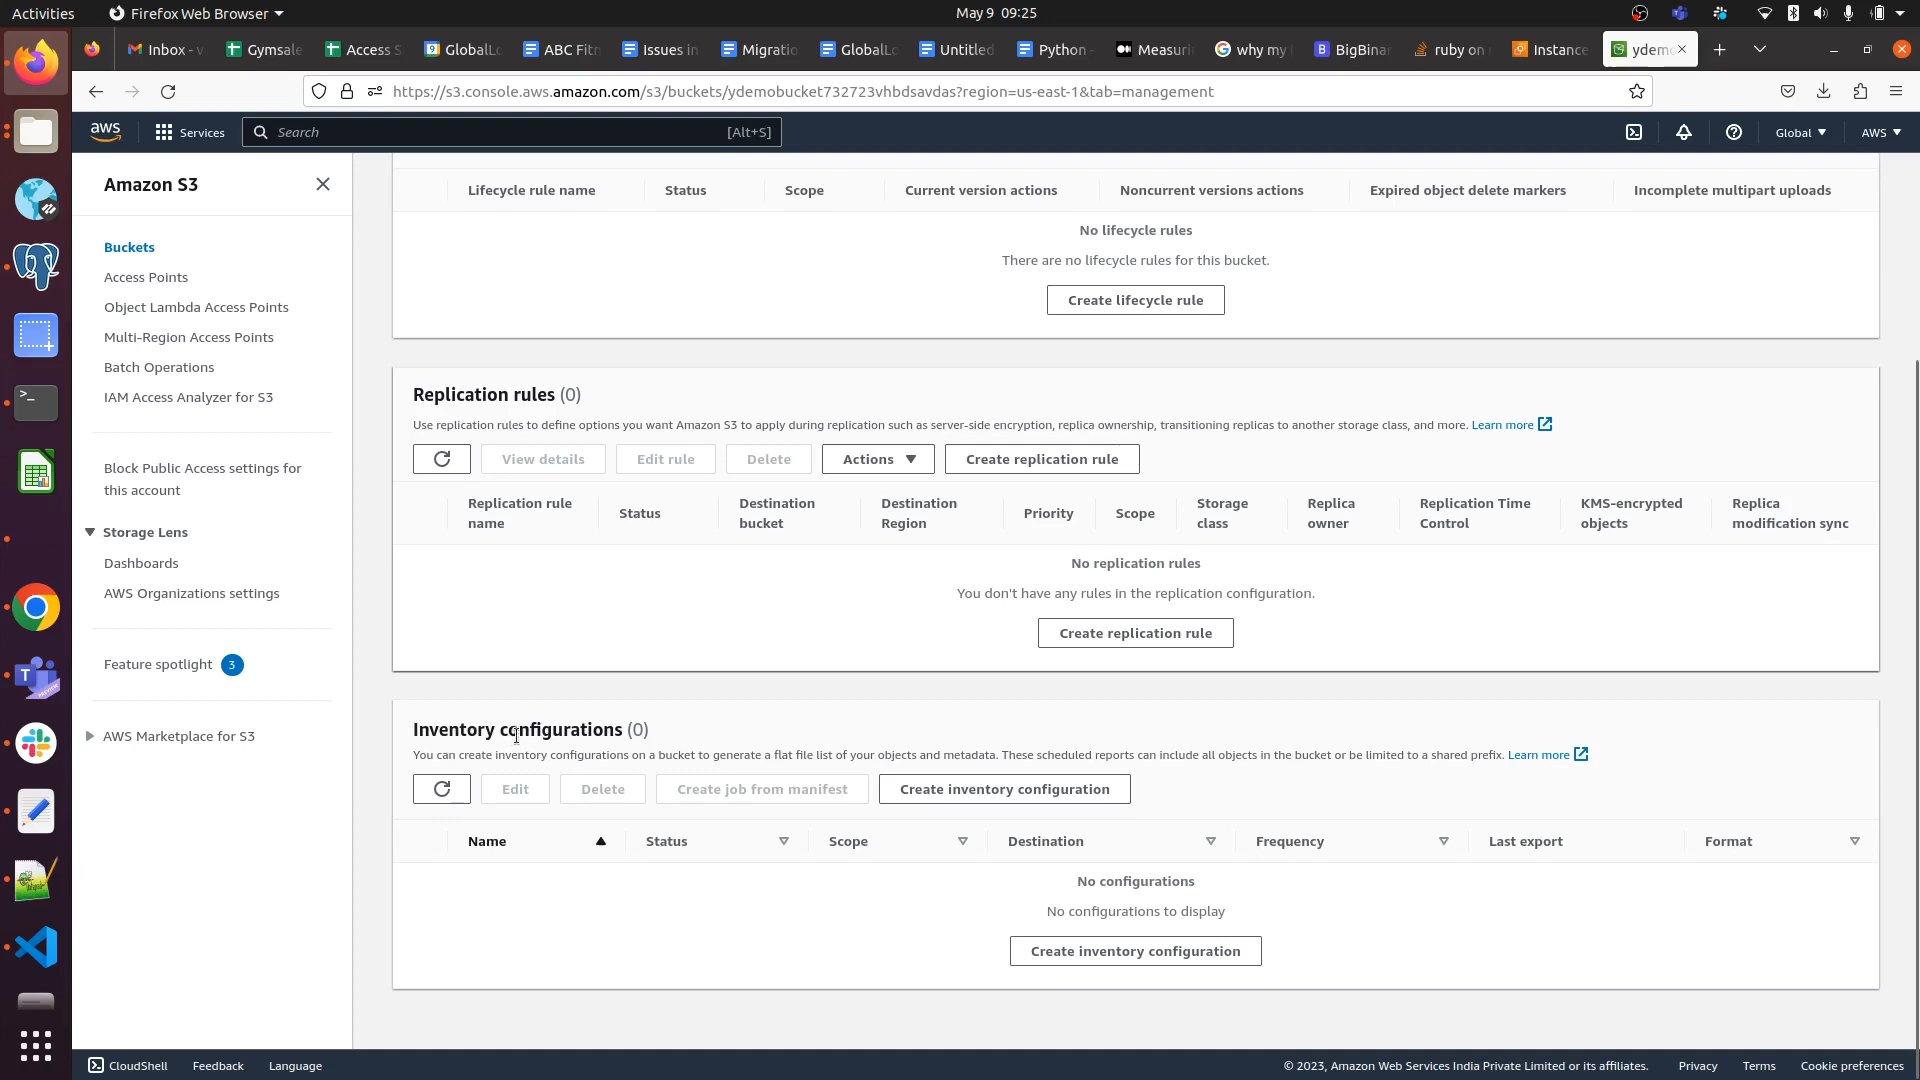 Activities
Firefox Web Browser
May 9 09:25
Inbox - v
Gymsale
Access S
GlobalLo
ABC Fitn
Issues in
Migratio
GlobalLo
Untitled
Python -
Measuri
why my
BigBinar
ruby on
Instance
ydemo
https://s3.console.aws.amazon.com/s3/buckets/ydemobucket732723vhbdsavdas?region=us-east-1&tab=management
aws
Services
Search
[Alt+S]
Global
AWS
Amazon S3
Buckets
Access Points
Object Lambda Access Points
Multi-Region Access Points
Batch Operations
IAM Access Analyzer for S3
Block Public Access settings for
this account
Storage Lens
Dashboards
AWS Organizations settings
Feature spotlight 3
AWS Marketplace for S3
Lifecycle rule name
Status
Scope
Current version actions
Noncurrent versions actions
Expired object delete markers
Incomplete multipart uploads
No lifecycle rules
There are no lifecycle rules for this bucket.
Create lifecycle rule
Replication rules (0)
Use replication rules to define options you want Amazon S3 to apply during replication such as server-side encryption, replica ownership, transitioning replicas to another storage class, and more. Learn more
View details
Edit rule
Delete
Actions
Create replication rule
Replication rule
name
Status
Destination
bucket
Destination
Region
Priority
Scope
Storage
class
Replica
owner
Replication Time
Control
KMS-encrypted
objects
Replica
modification sync
No replication rules
You don't have any rules in the replication configuration.
Create replication rule
Inventory configurations (0)
You can create inventory configurations on a bucket to generate a flat file list of your objects and metadata. These scheduled reports can include all objects in the bucket or be limited to a shared prefix. Learn more
Edit
Delete
Create job from manifest
Create inventory configuration
Name
Status
Scope
Destination
Frequency
Last export
Format
No configurations
No configurations to display
Create inventory configuration
CloudShell
Feedback
Language
© 2023, Amazon Web Services India Private Limited or its affiliates.
Privacy
Terms
Cookie preferences